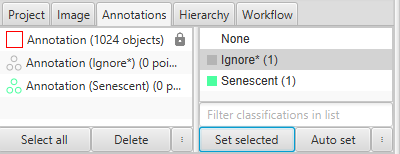 Project Image Annotations Hierarchy Workflow
Annotation (1024 objects)
Annotation (Ignore*) (0 poi...
Annotation (Senescent) (0 p...
Select all Delete
None
Ignore* (1)
Senescent (1)
Filter classifications in list
Set selected Auto set